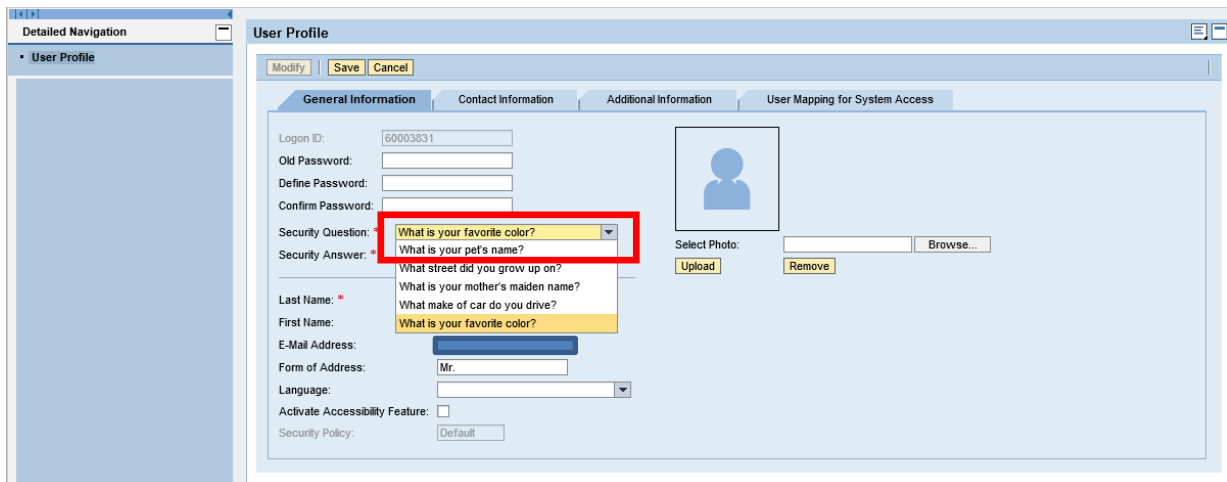 Detailed Navigation
User Profile
User Profile
Modify Save Cancel
General Information Contact Information Additional Information User Mapping for System Access
Logon ID: 60003831
Old Password:
Define Password:
Confirm Password:
Security Question: * What is your favorite color?
What is your pet's name?
Security Answer: *
What street did you grow up on?
What is your mother's maiden name?
What make of car do you drive?
What is your favorite color?
Select Photo: Browse...
Upload Remove
Last Name: *
First Name:
E-Mail Address:
Form of Address: Mr.
Language:
Activate Accessibility Feature:
Security Policy: Default